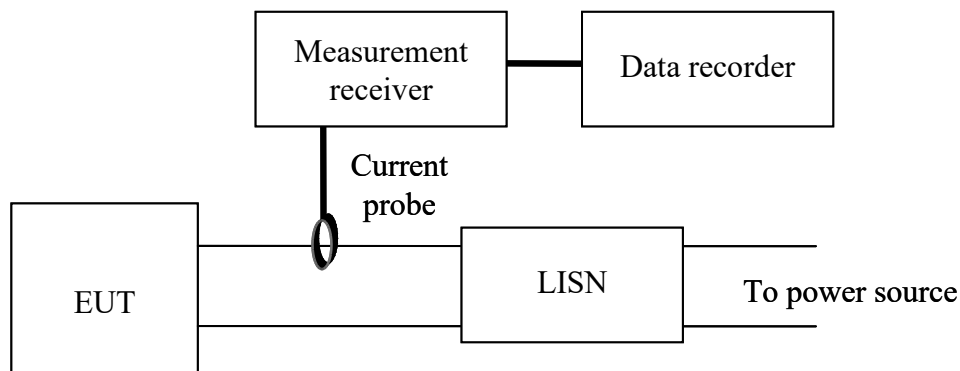 Measurement
receiver
Data recorder
Current
probe
EUT
LISN
To power source